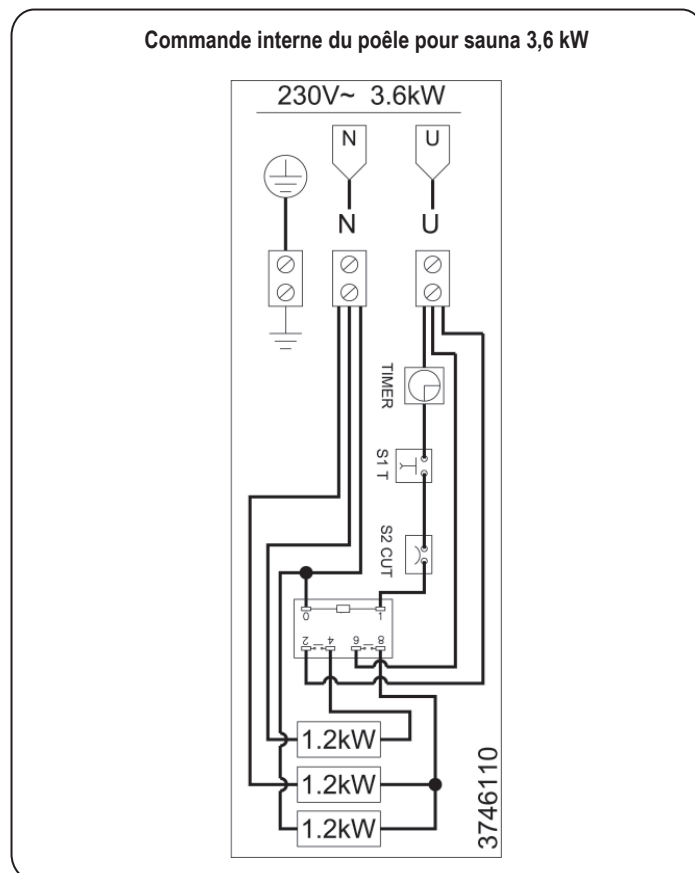 Commande interne du poêle pour sauna 3,6 kW
230V~ 3.6kW
N
U
N
U
TIMER
S1 T
S2 CUT
0
1
2
4
6
8
1.2kW
1.2kW
1.2kW
3746110